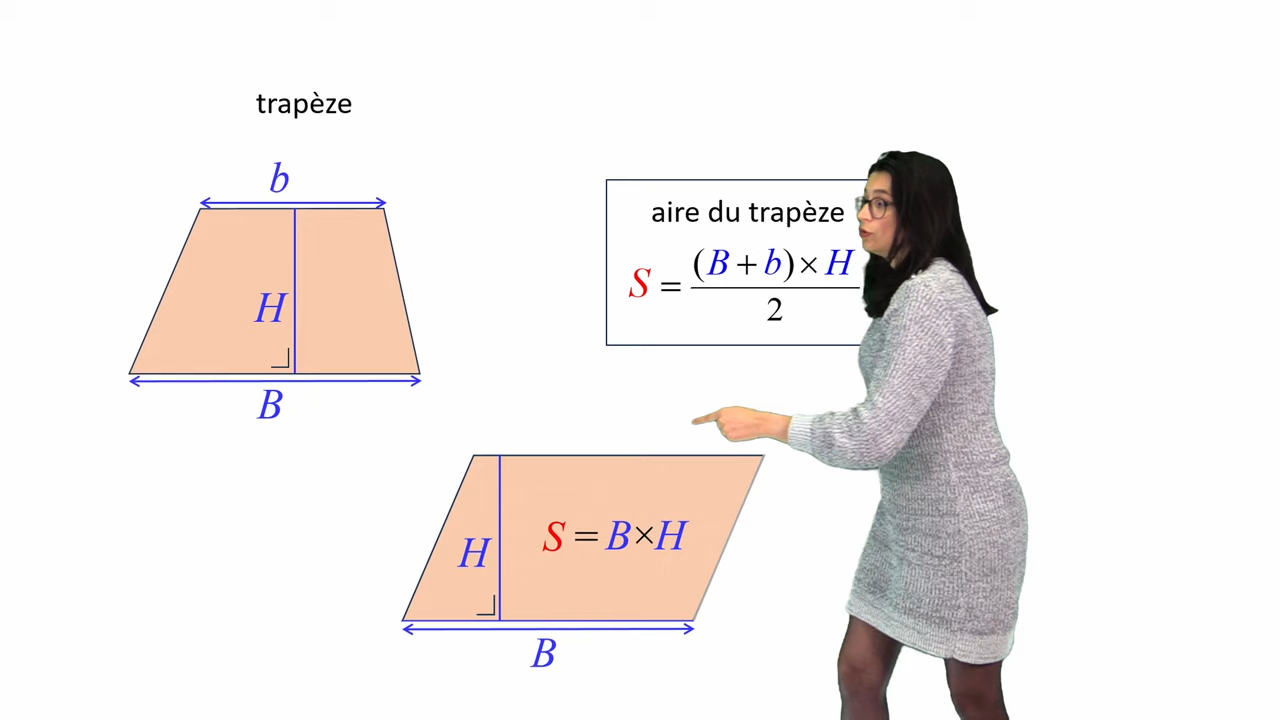 trapèze
b
H
B
aire du trapèze
S = (B + b) × H / 2
H
S = B×H
B